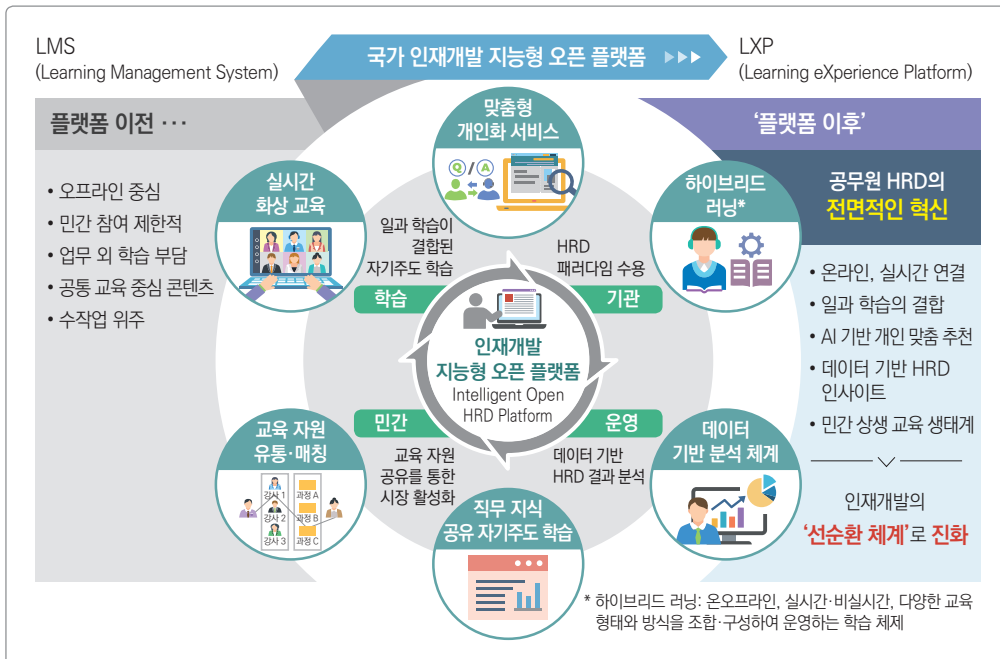 LMS
(Learning Management System)
국가 인재개발 지능형 오픈 플랫폼
LXP
(Learning eXperience Platform)
플랫폼 이전 ···
• 오프라인 중심
• 민간 참여 제한적
• 업무 외 학습 부담
• 공통 교육 중심 콘텐츠
• 수작업 위주
맞춤형
개인화 서비스
Q / A
실시간
화상 교육
하이브리드
러닝*
일과 학습이
결합된
자기주도 학습
학습
HRD
패러다임 수용
기관
인재개발
지능형 오픈 플랫폼
Intelligent Open
HRD Platform
민간
교육 자원
공유를 통한
시장 활성화
운영
데이터 기반
HRD 결과 분석
교육 자원
유통·매칭
강사 1
과정 A
강사 2
과정 B
강사 3
과정 C
직무 지식
공유 자기주도 학습
데이터
기반 분석 체계
‘플랫폼 이후’
공무원 HRD의
전면적인 혁신
• 온라인, 실시간 연결
• 일과 학습의 결합
• AI 기반 개인 맞춤 추천
• 데이터 기반 HRD
인사이트
• 민간 상생 교육 생태계
인재개발의
‘선순환 체계’로 진화
* 하이브리드 러닝: 온오프라인, 실시간·비실시간, 다양한 교육
형태와 방식을 조합·구성하여 운영하는 학습 체제